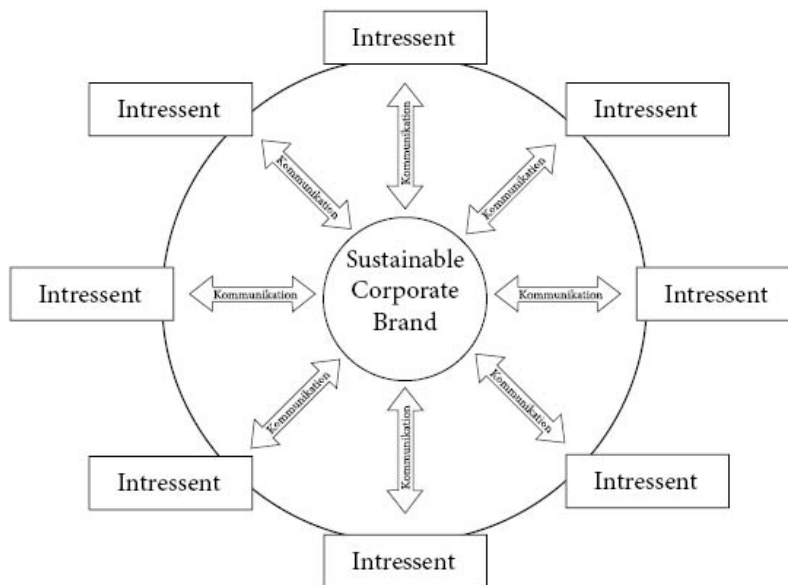 Intressent
Intressent
Intressent
Kommunikation
Kommunikation
Kommunikation
Intressent
Kommunikation
Sustainable
Corporate
Brand
Kommunikation
Intressent
Kommunikation
Kommunikation
Kommunikation
Intressent
Intressent
Intressent